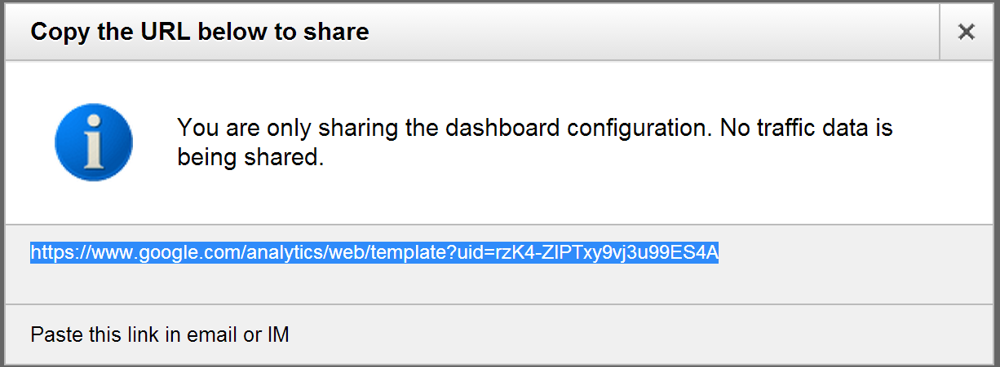 Copy the URL below to share
You are only sharing the dashboard configuration. No traffic data is
being shared.
https://www.google.com/analytics/web/template?uid=rzK4-ZIPTxy9vj3u99ES4A
Paste this link in email or IM